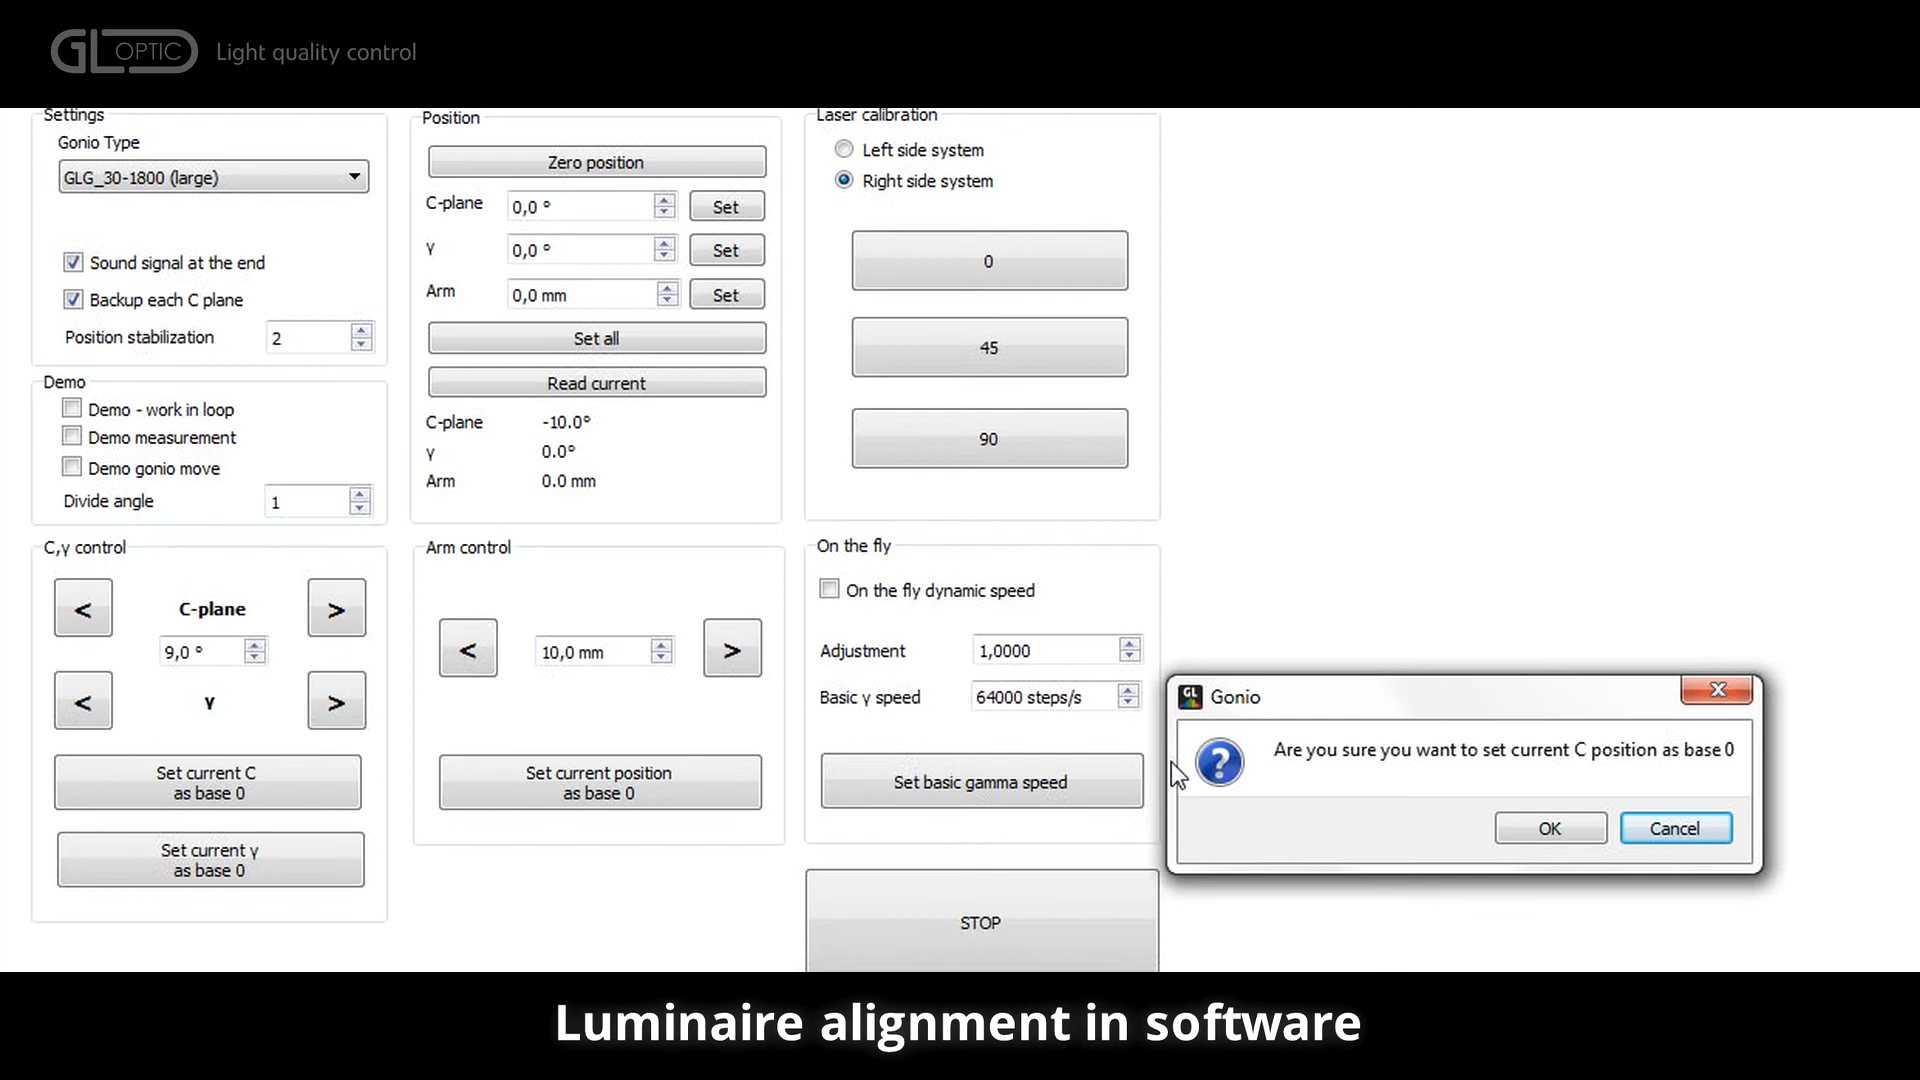 GL OPTIC Light quality control
Settings
Gonio Type
GLG_30-1800 (large)
Sound signal at the end
Backup each C plane
Position stabilization 2
Demo
Demo - work in loop
Demo measurement
Demo gonio move
Divide angle 1
C,γ control
< C-plane >
9,0 °
< γ >
Set current C
as base 0
Set current γ
as base 0
Position
Zero position
C-plane 0,0 ° Set
γ 0,0 ° Set
Arm 0,0 mm Set
Set all
Read current
C-plane -10.0°
γ 0.0°
Arm 0.0 mm
Arm control
< 10,0 mm >
Set current position
as base 0
Laser calibration
Left side system
Right side system
0
45
90
On the fly
On the fly dynamic speed
Adjustment 1,0000
Basic γ speed 64000 steps/s
Set basic gamma speed
STOP
GL Gonio
Are you sure you want to set current C position as base 0
OK Cancel
Luminaire alignment in software